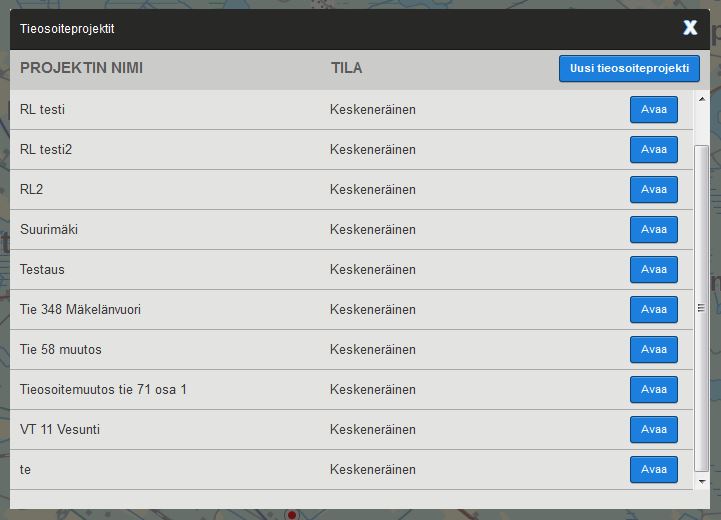 Tieosoiteprojektit X
PROJEKTIN NIMI TILA Uusi tieosoiteprojekti
RL testi Keskeneräinen Avaa
RL testi2 Keskeneräinen Avaa
RL2 Keskeneräinen Avaa
Suurimäki Keskeneräinen Avaa
Testaus Keskeneräinen Avaa
Tie 348 Mäkelänvuori Keskeneräinen Avaa
Tie 58 muutos Keskeneräinen Avaa
Tieosoitemuutos tie 71 osa 1 Keskeneräinen Avaa
VT 11 Vesunti Keskeneräinen Avaa
te Keskeneräinen Avaa